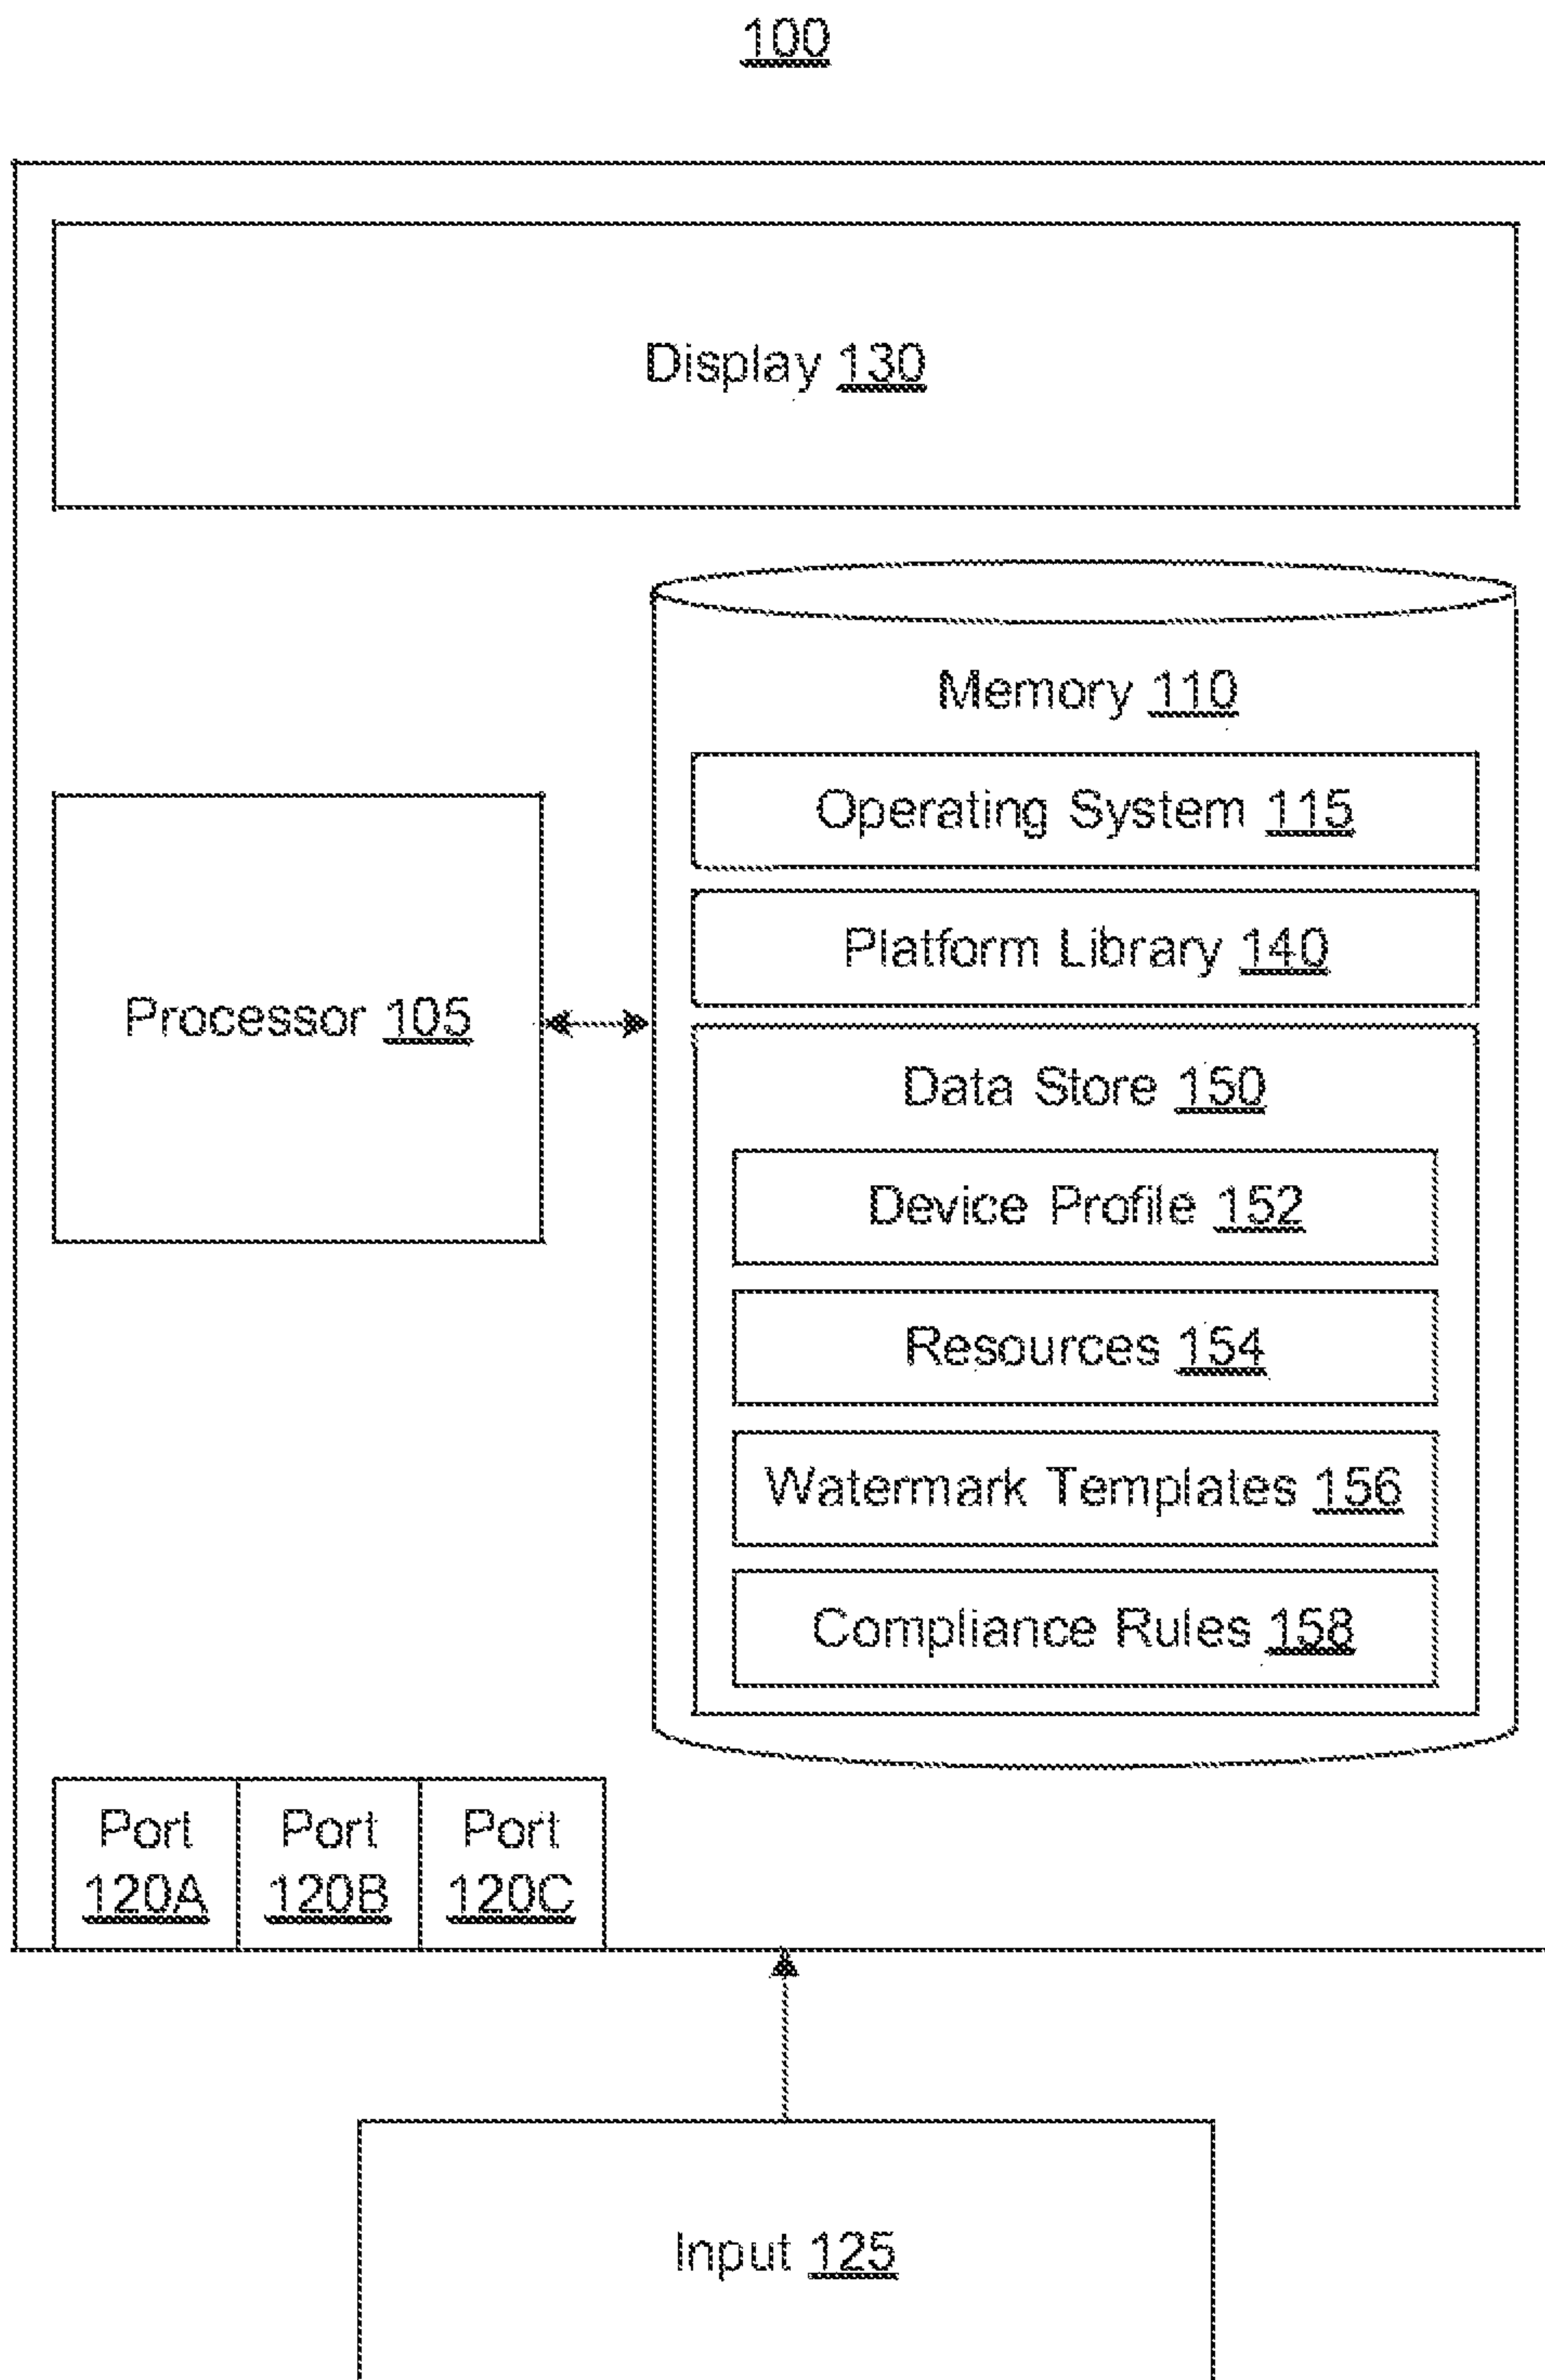 100
Display 130
Memory 110
Operating System 115
Platform Library 140
Processor 105
Data Store 150
Device Profile 152
Resources 154
Watermark Templates 156
Compliance Rules 158
Port 120A
Port 120B
Port 120C
Input 125